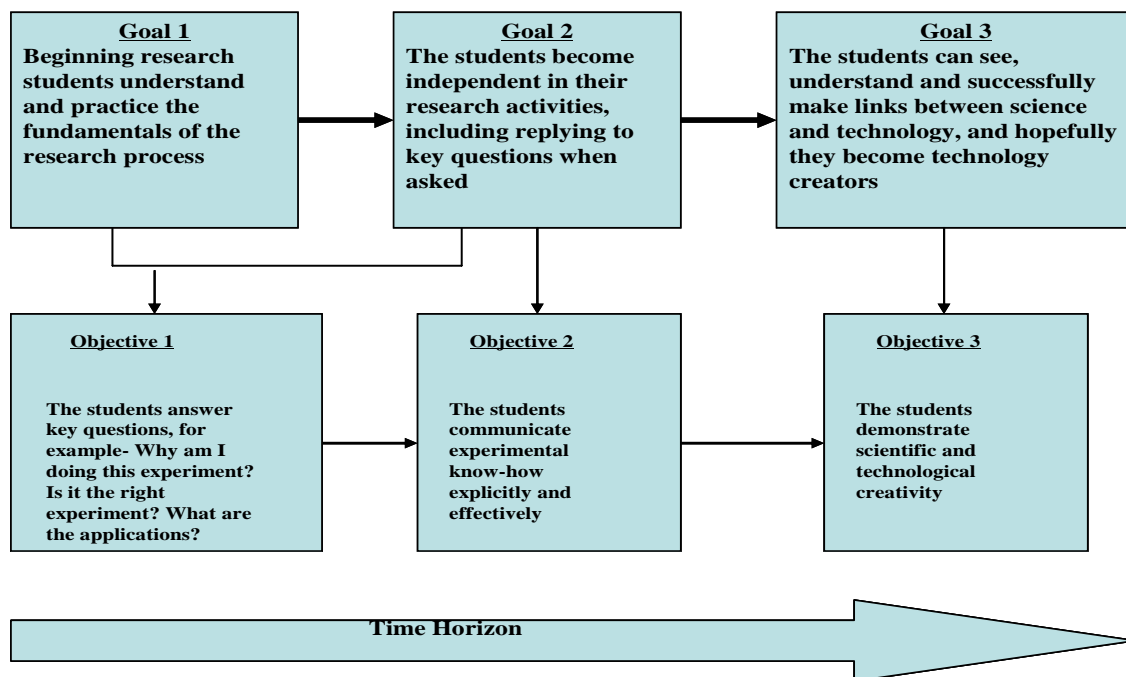 Goal 1
Beginning research
students understand
and practice the
fundamentals of the
research process
Goal 2
The students become
independent in their
research activities,
including replying to
key questions when
asked
Goal 3
The students can see,
understand and successfully
make links between science
and technology, and hopefully
they become technology
creators
Objective 1
The students answer
key questions, for
example- Why am I
doing this experiment?
Is it the right
experiment? What are
the applications?
Objective 2
The students
communicate
experimental
know-how
explicitly and
effectively
Objective 3
The students
demonstrate
scientific and
technological
creativity
Time Horizon